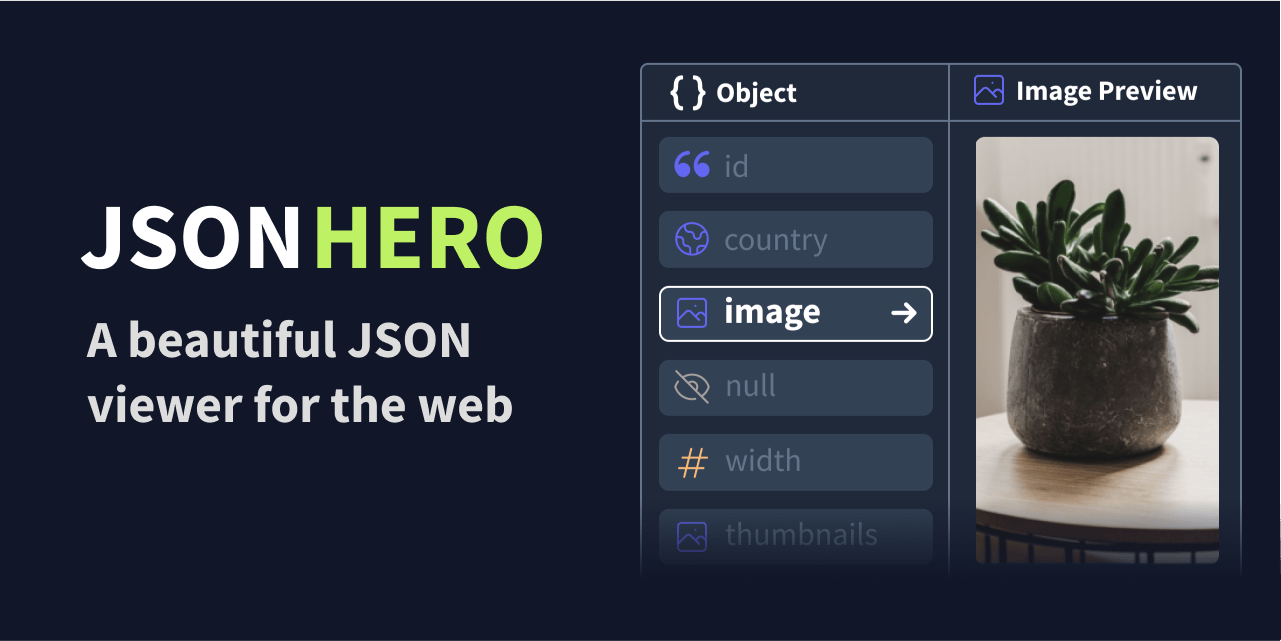 JSON HERO
A beautiful JSON
viewer for the web
{ } Object
id
country
image
null
width
thumbnails
Image Preview